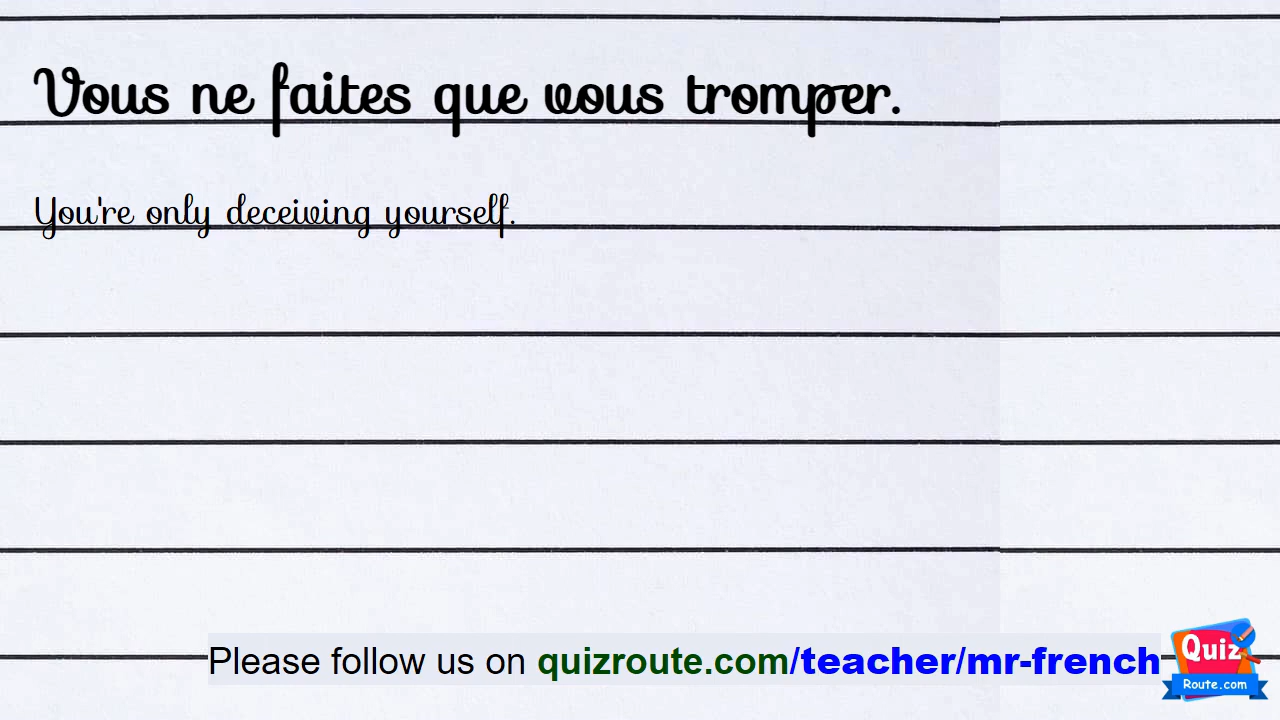 Vous ne faites que vous tromper.
You're only deceiving yourself.
Please follow us on quizroute.com/teacher/mr-french
Quiz
Route.com